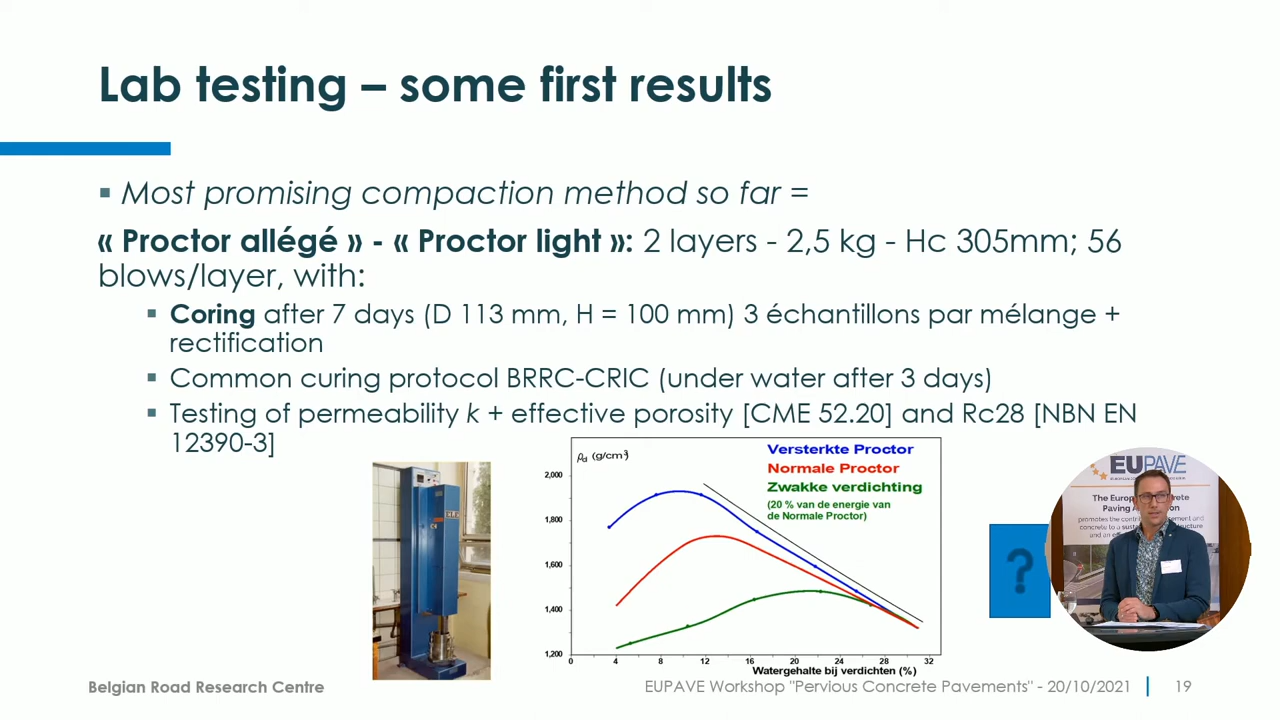 Lab testing – some first results
▪ Most promising compaction method so far =
« Proctor allégé » - « Proctor light »: 2 layers - 2,5 kg - Hc 305mm; 56
blows/layer, with:
▪ Coring after 7 days (D 113 mm, H = 100 mm) 3 échantillons par mélange +
rectification
▪ Common curing protocol BRRC-CRIC (under water after 3 days)
▪ Testing of permeability k + effective porosity [CME 52.20] and Rc28 [NBN EN
12390-3]
ρd (g/cm³)
2,000
1,800
1,600
1,400
1,200
0 4 8 12 16 20 24 28 32
Watergehalte bij verdichten (%)
Versterkte Proctor
Normale Proctor
Zwakke verdichting
(20 % van de energie van
de Normale Proctor)
ELE
?
EUPAVE
The Europe
Paving A
promotes the
concrete to a
Belgian Road Research Centre
EUPAVE Workshop "Pervious Concrete Pavements" - 20/10/2021
19